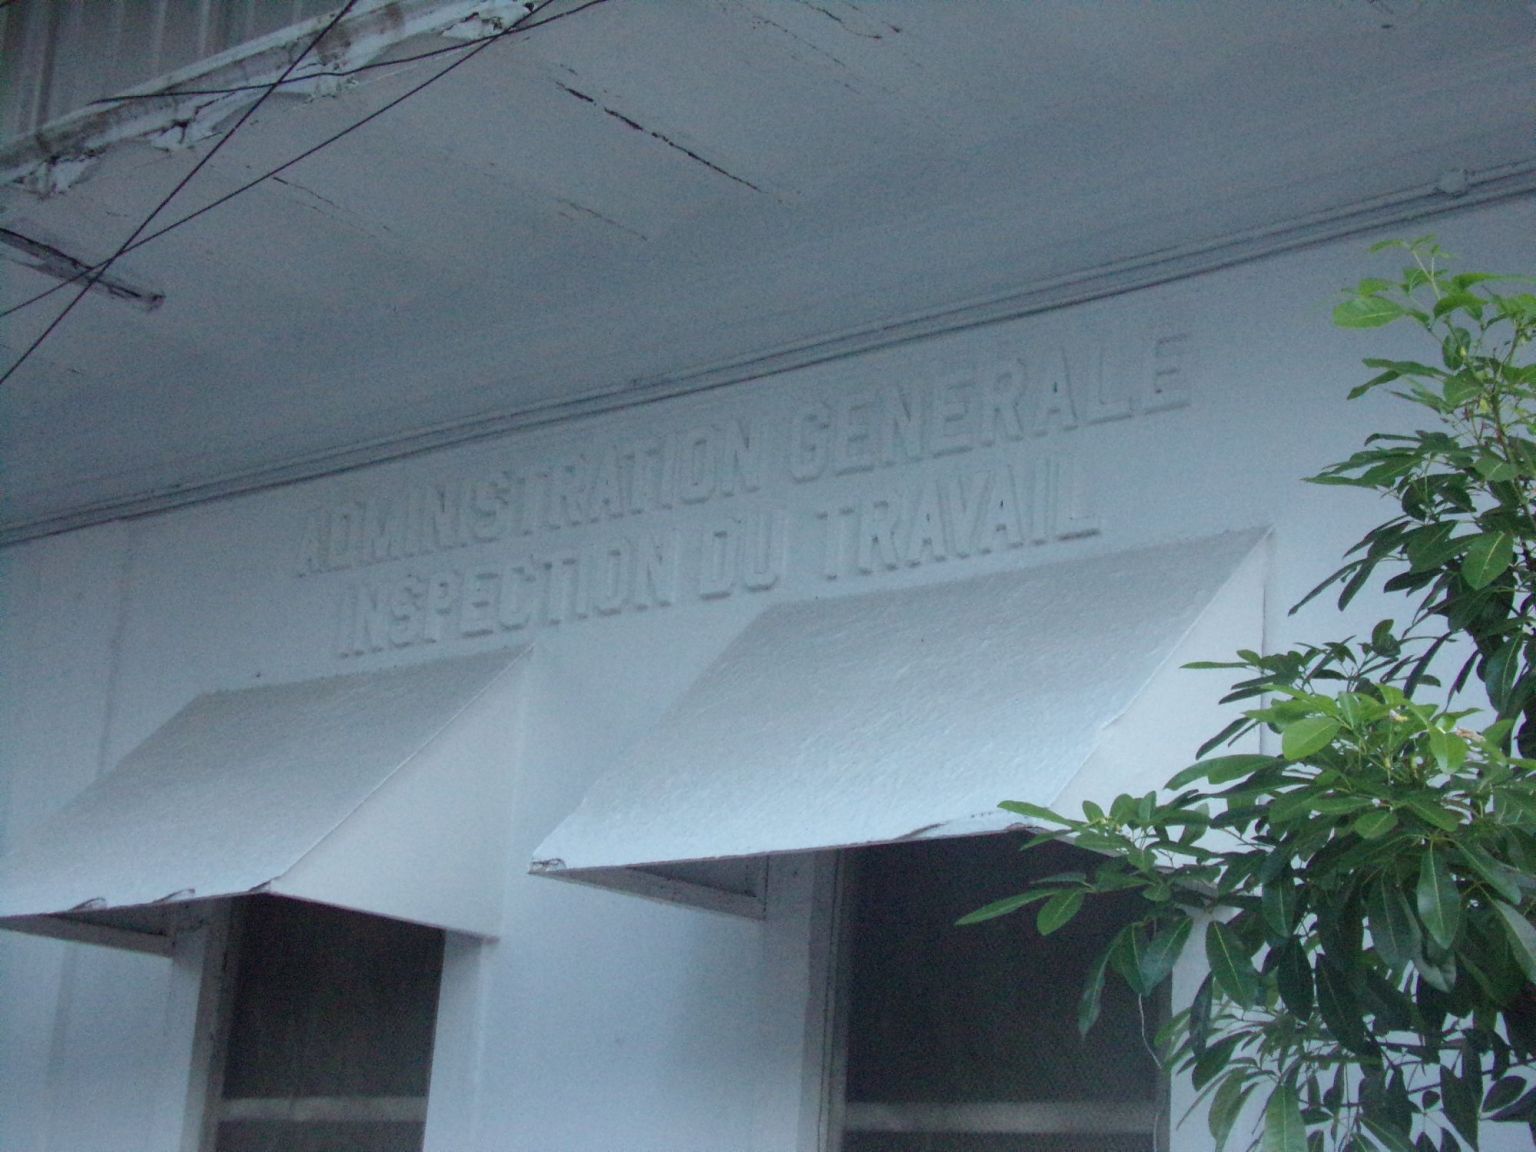 ADMINISTRATION GENERALE
INSPECTION DU TRAVAIL